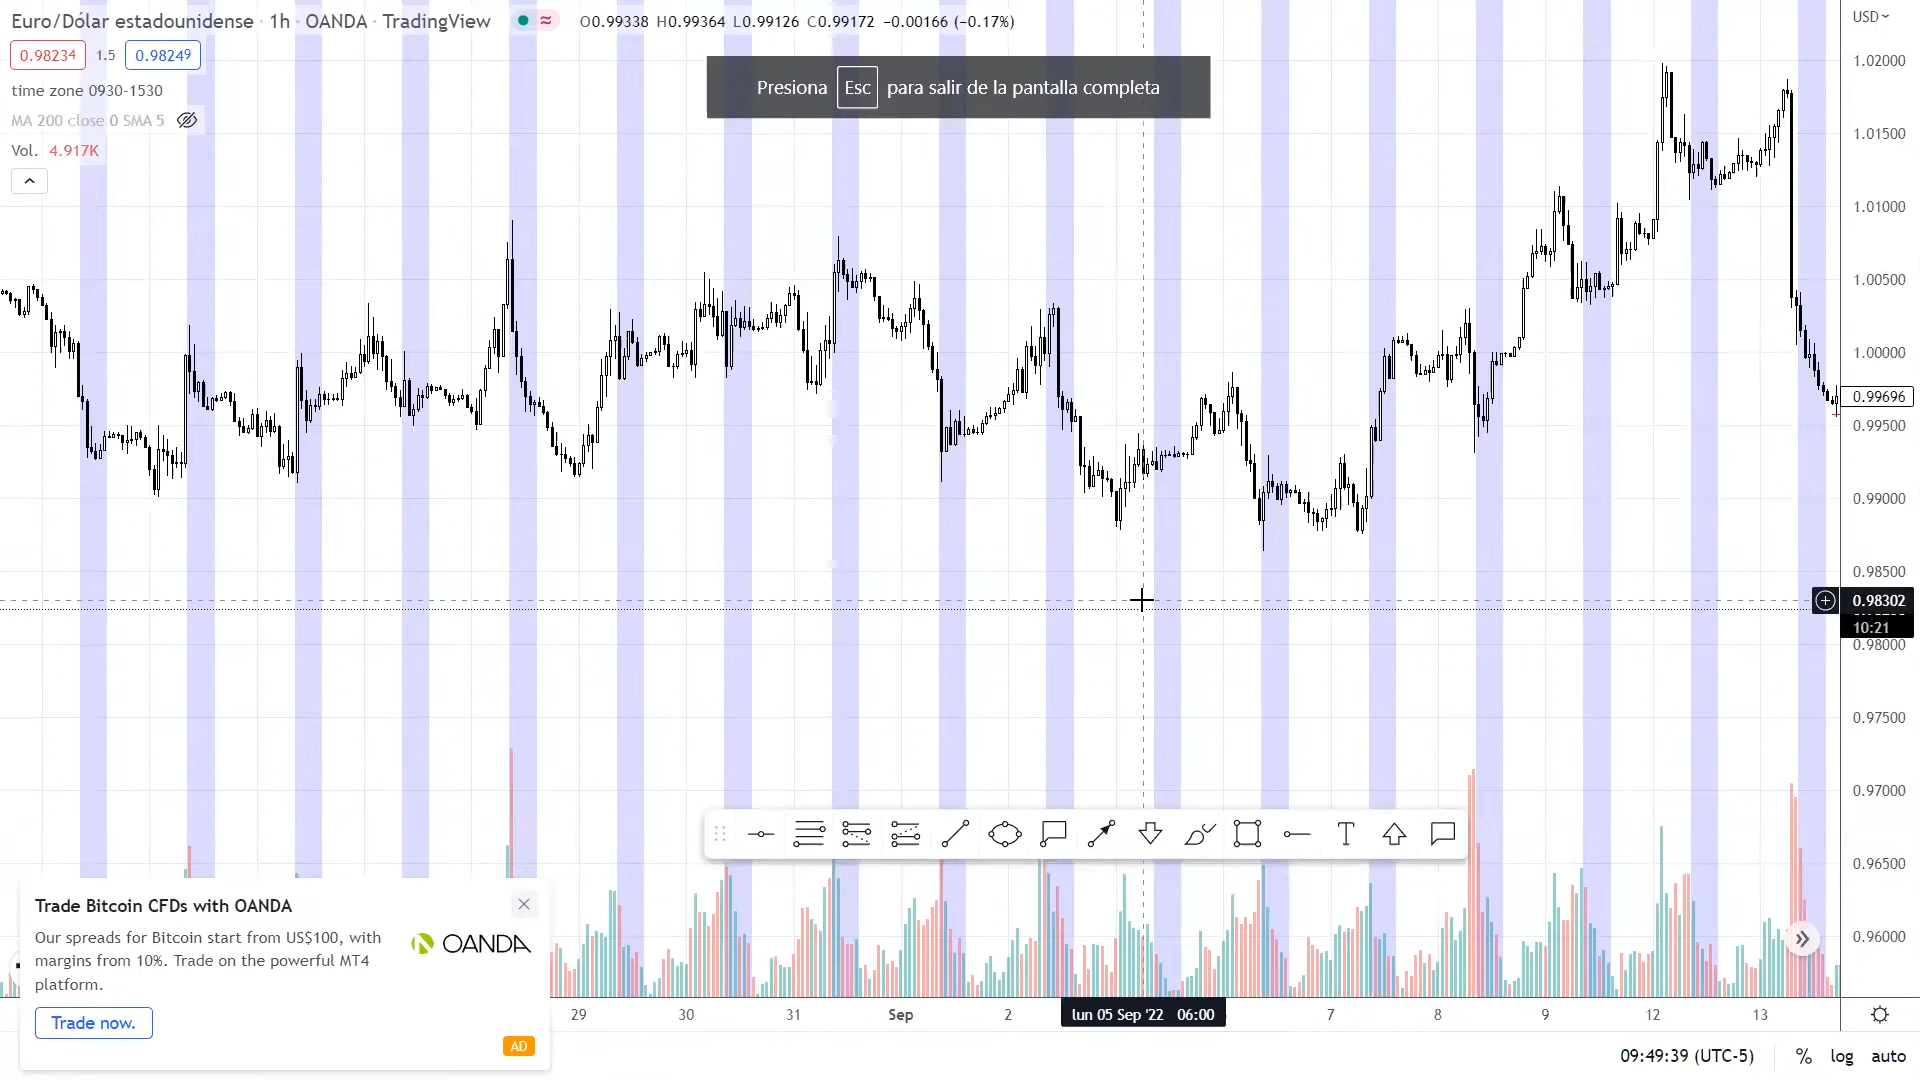 Euro/Dólar estadounidense · 1h · OANDA · TradingView
O0.99338 H0.99364 L0.99126 C0.99172 −0.00166 (−0.17%)
USD
0.98234 1.5 0.98249
time zone 0930-1530
MA 200 close 0 SMA 5
Vol. 4.917K
Presiona Esc para salir de la pantalla completa
1.02000
1.01500
1.01000
1.00500
1.00000
0.99696
0.99500
0.99000
0.98500
0.98302
10:21
0.98000
0.97500
0.97000
0.96500
0.96000
T
Trade Bitcoin CFDs with OANDA
Our spreads for Bitcoin start from US$100, with
margins from 10%. Trade on the powerful MT4
platform.
OANDA
Trade now.
AD
29 30 31 Sep 2 lun 05 Sep '22 06:00 7 8 9 12 13
09:49:39 (UTC-5) % log auto